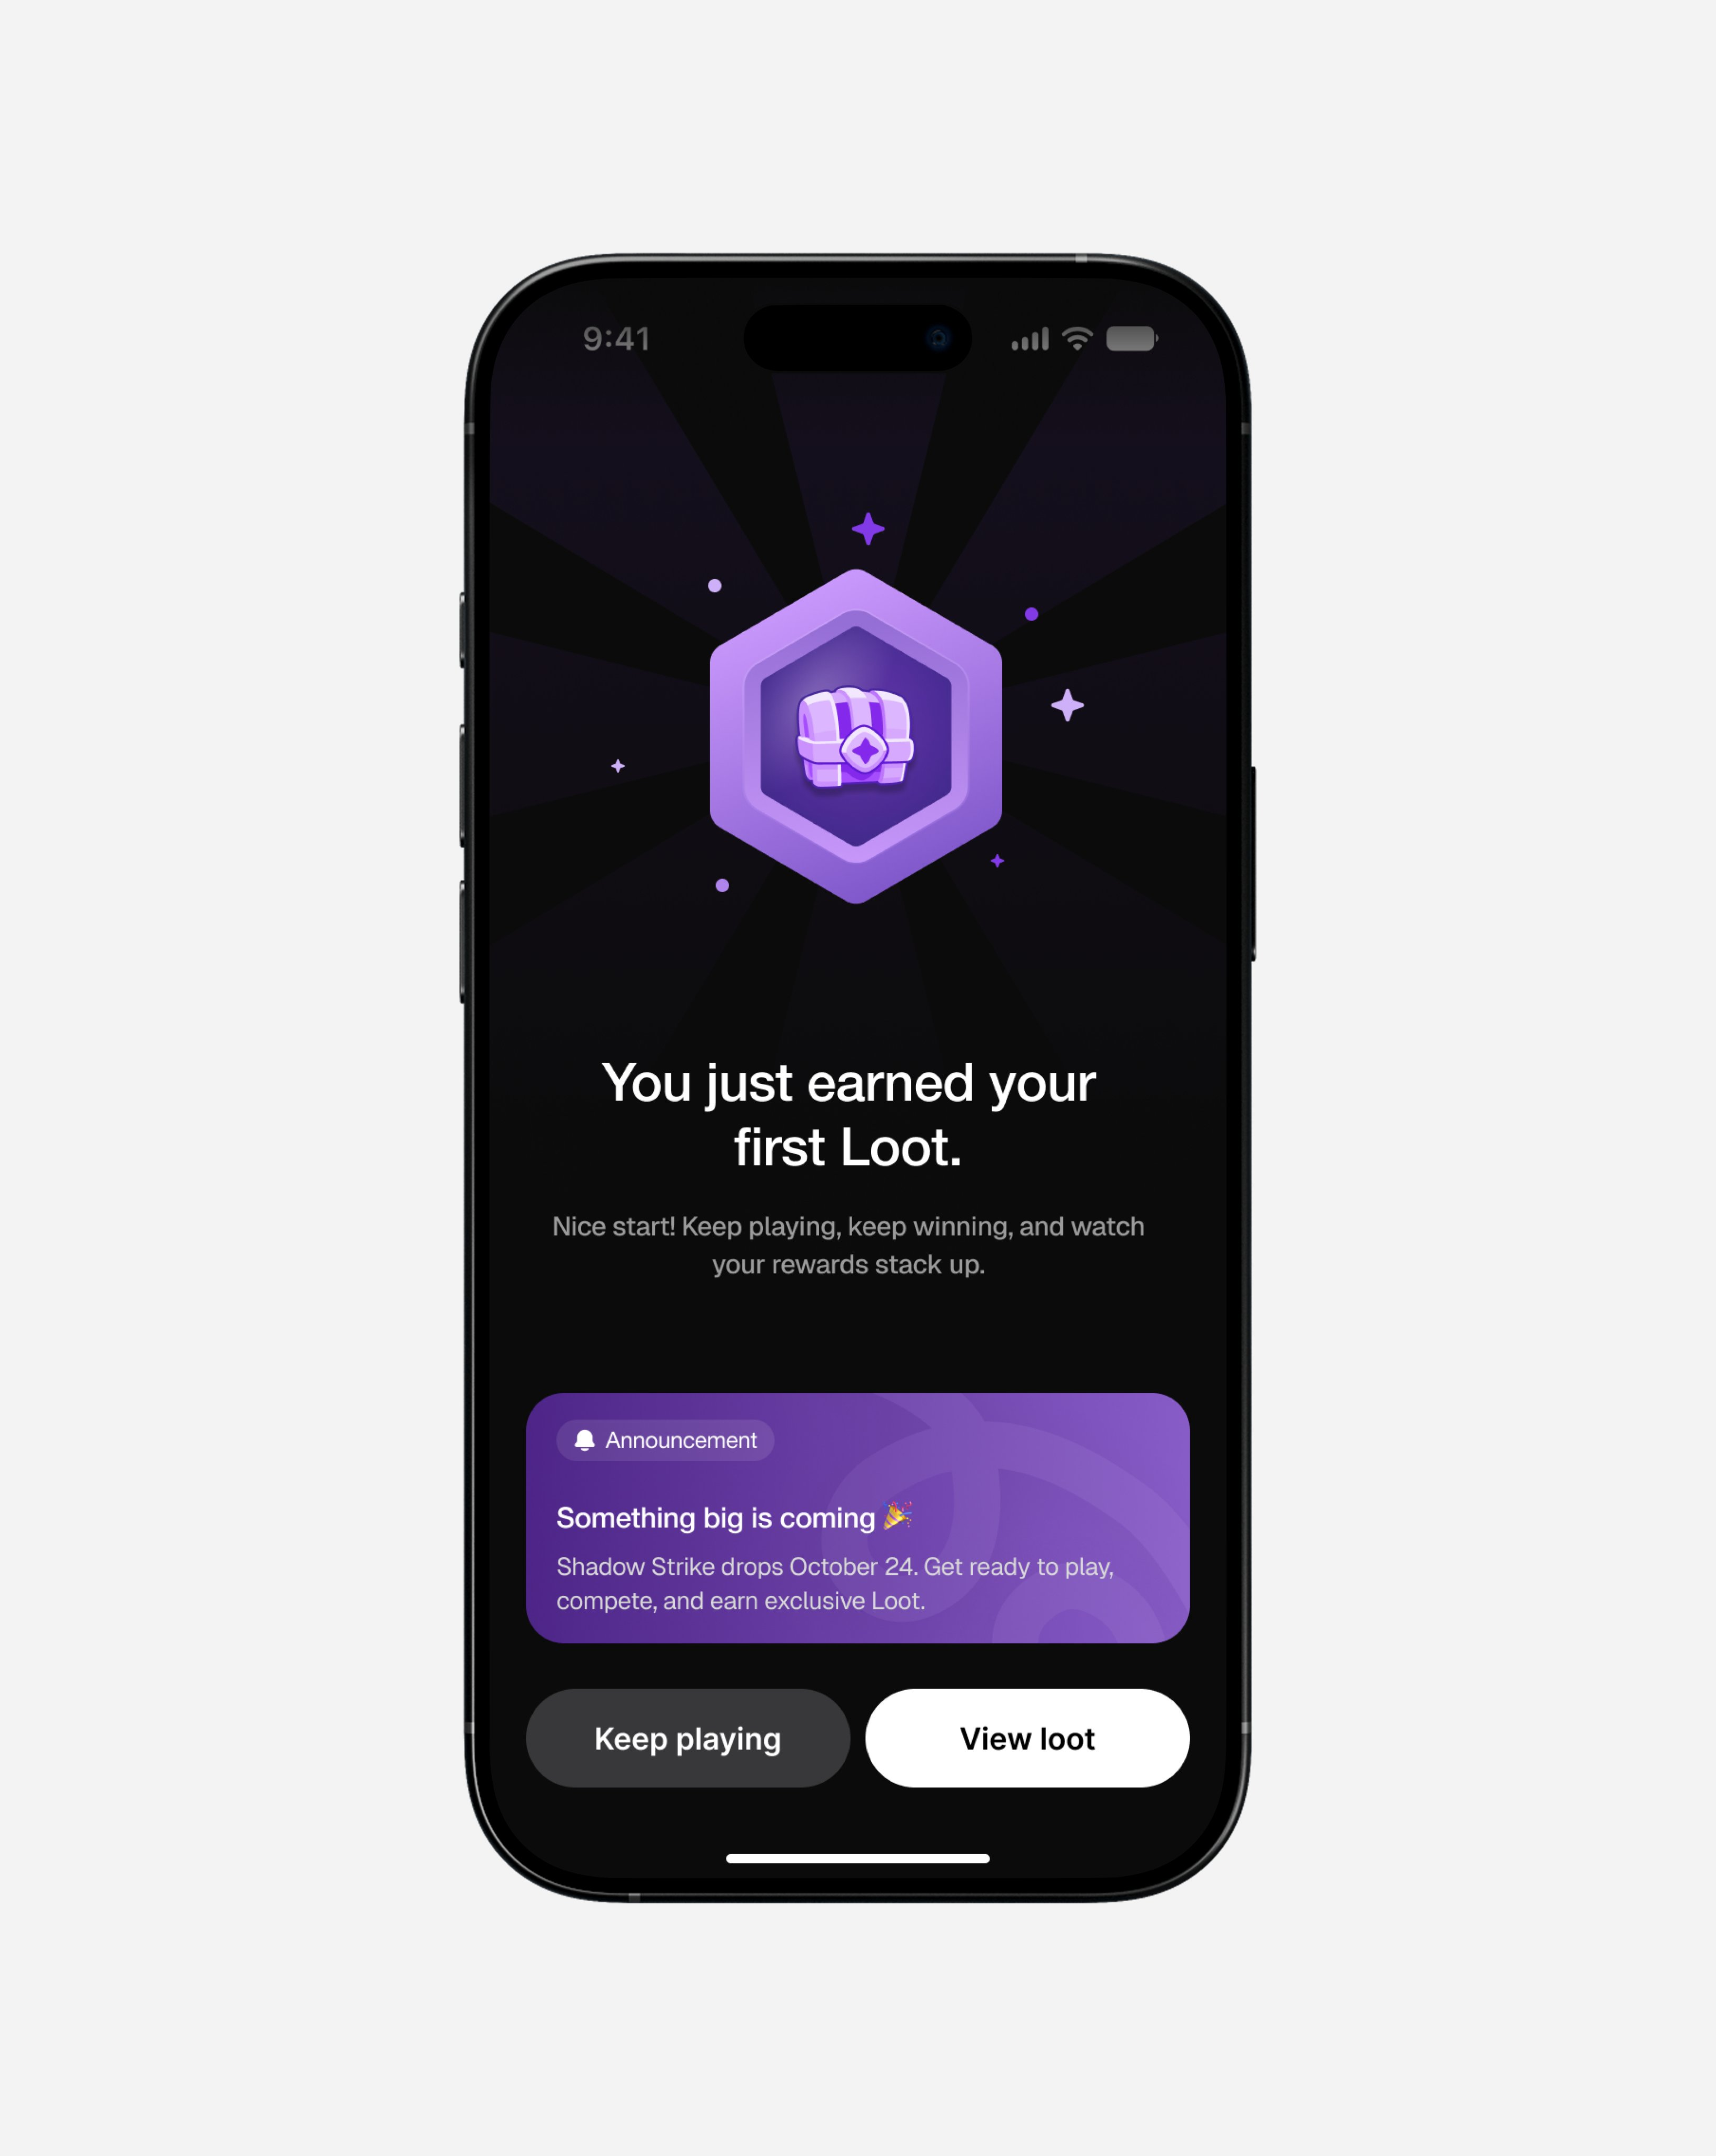 9:41
You just earned your
first Loot.
Nice start! Keep playing, keep winning, and watch
your rewards stack up.
Announcement
Something big is coming 🎉
Shadow Strike drops October 24. Get ready to play,
compete, and earn exclusive Loot.
Keep playing
View loot